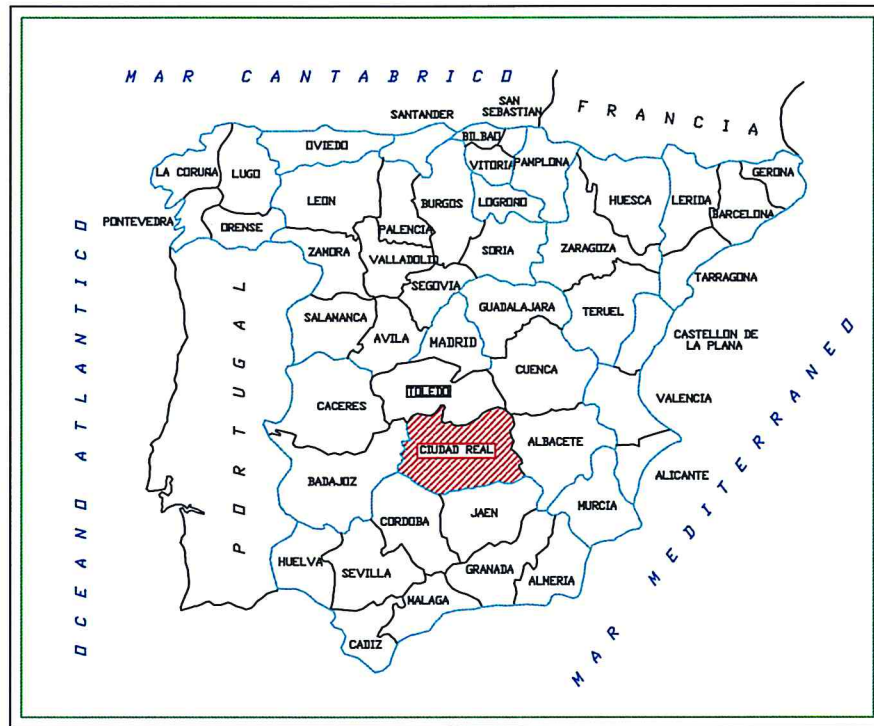 MAR CANTABRICO
SAN
SEBASTIAN
SANTANDER
FRANCIA
BILBAO
OVIEDO
VITORIA
PAMPLONA
LA CORUÑA
LUGO
GERONA
LEON
BURGOS
LOGROÑO
HUESCA
LERIDA
BARCELONA
PONTEVEDRA
ORENSE
PALENCIA
ZAMORA
VALLADOLID
SORIA
ZARAGOZA
TARRAGONA
SEGOVIA
GUADALAJARA
TERUEL
SALAMANCA
AVILA
MADRID
CASTELLON DE
LA PLANA
CUENCA
TOLEDO
CACERES
VALENCIA
CIUDAD REAL
ALBACETE
ALICANTE
BADAJOZ
MURCIA
CORDOBA
JAEN
HUELVA
SEVILLA
GRANADA
ALMERIA
MALAGA
CADIZ
PORTUGAL
OCEANO ATLANTICO
MAR MEDITERRANEO